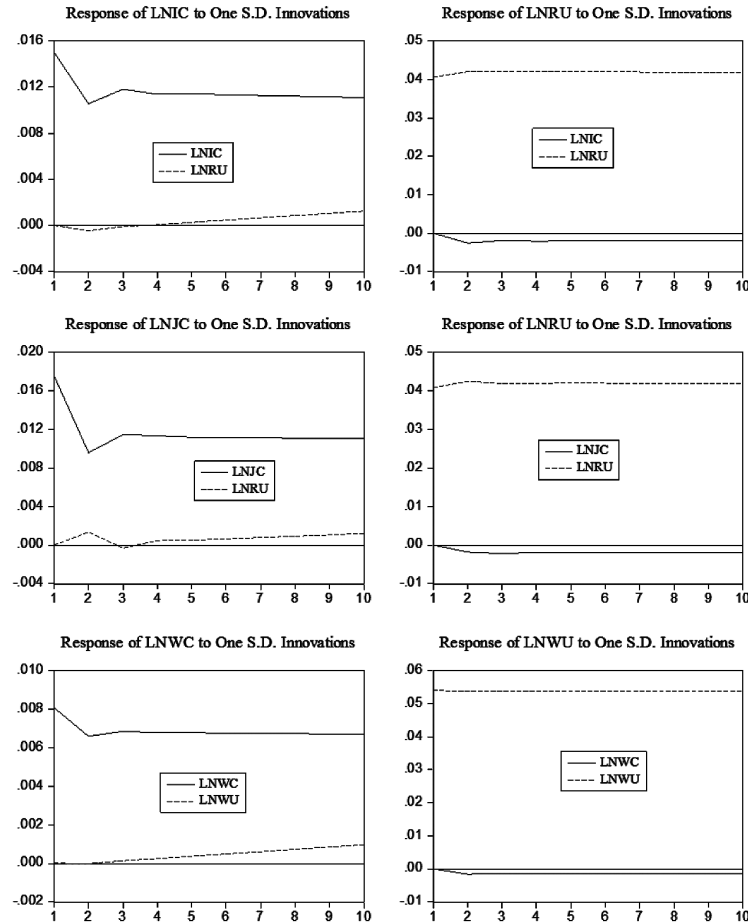 Response of LNIC to One S.D. Innovations
.016
.012
.008
.004
.000
-.004
LNIC
LNRU
1 2 3 4 5 6 7 8 9 10
Response of LNRU to One S.D. Innovations
.05
.04
.03
.02
.01
.00
-.01
LNIC
LNRU
1 2 3 4 5 6 7 8 9 10
Response of LNJC to One S.D. Innovations
.020
.016
.012
.008
.004
.000
-.004
LNJC
LNRU
1 2 3 4 5 6 7 8 9 10
Response of LNRU to One S.D. Innovations
.05
.04
.03
.02
.01
.00
-.01
LNJC
LNRU
1 2 3 4 5 6 7 8 9 10
Response of LNWC to One S.D. Innovations
.010
.008
.006
.004
.002
.000
-.002
LNWC
LNWU
1 2 3 4 5 6 7 8 9 10
Response of LNWU to One S.D. Innovations
.06
.05
.04
.03
.02
.01
.00
-.01
LNWC
LNWU
1 2 3 4 5 6 7 8 9 10